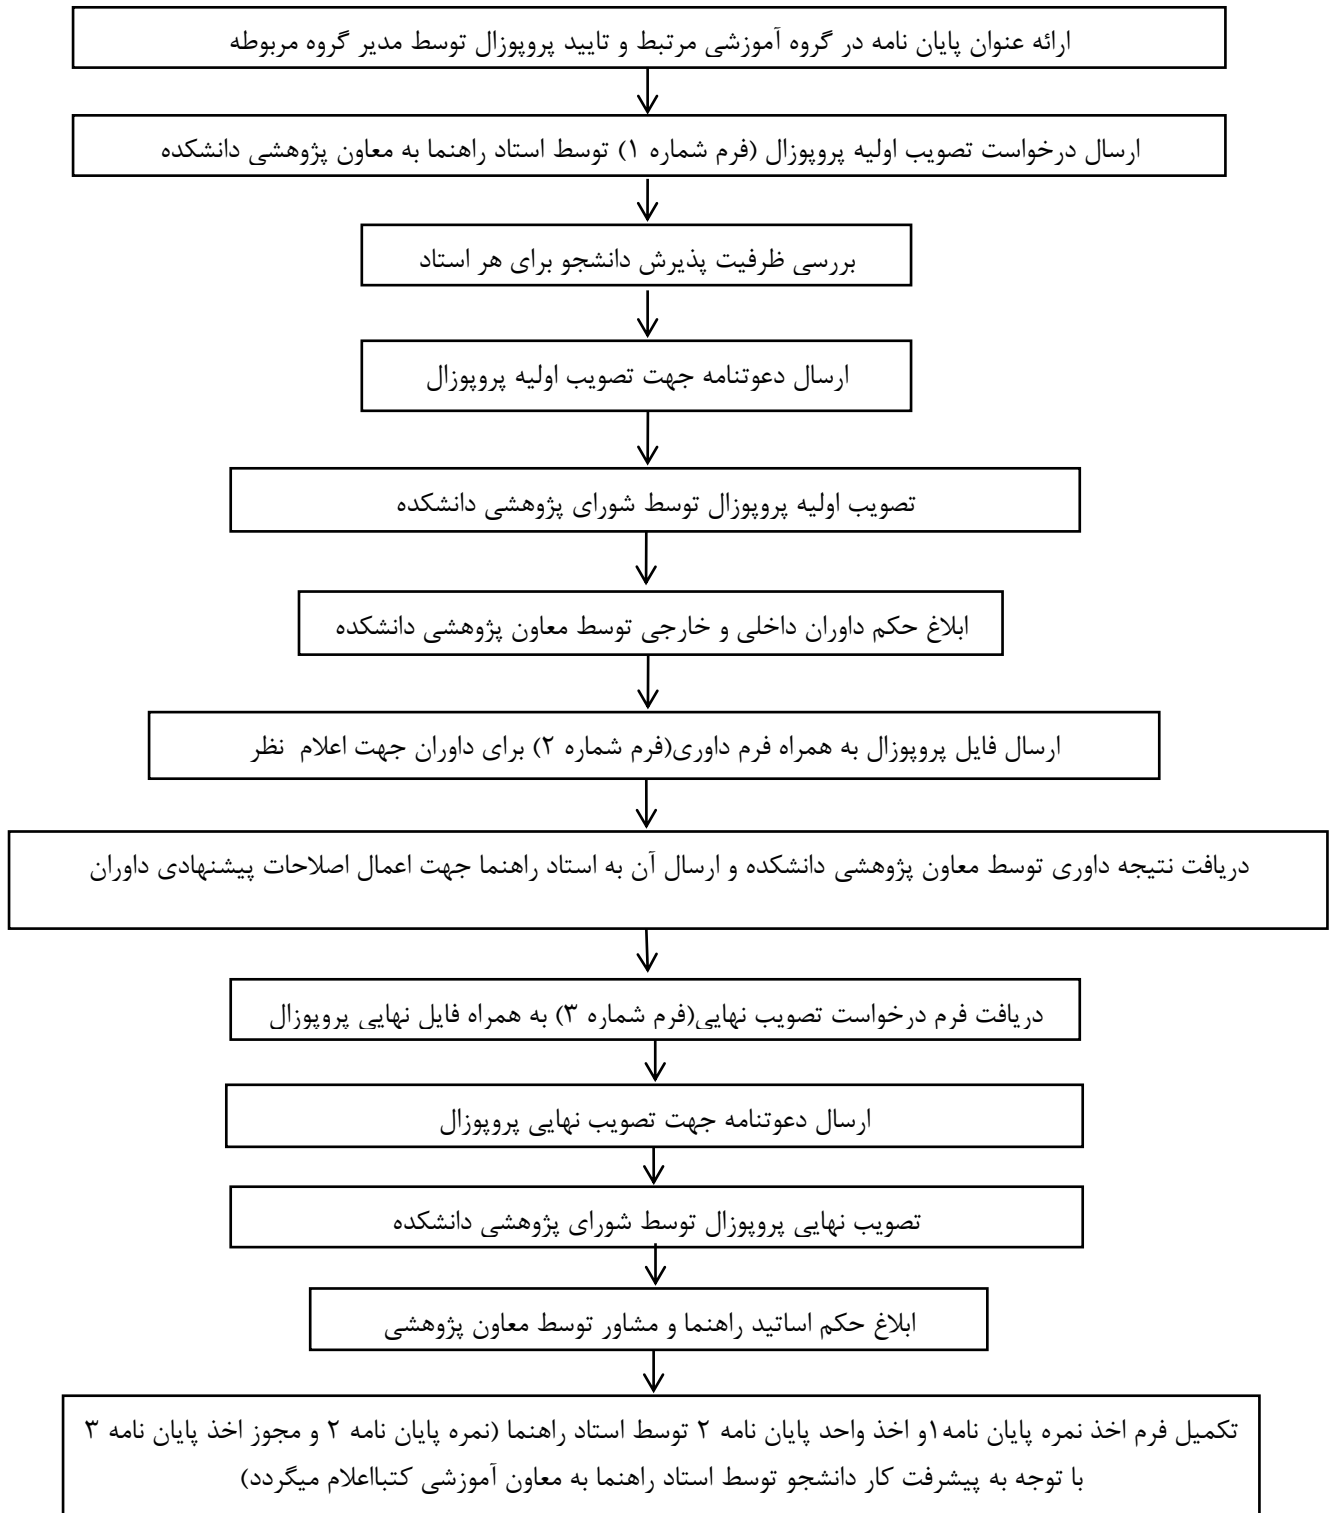 ارائه عنوان پایان نامه در گروه آموزشی مرتبط و تایید پروپوزال توسط مدیر گروه مربوطه
ارسال درخواست تصویب اولیه پروپوزال (فرم شماره ۱) توسط استاد راهنما به معاون پژوهشی دانشکده
بررسی ظرفیت پذیرش دانشجو برای هر استاد
ارسال دعوتنامه جهت تصویب اولیه پروپوزال
تصویب اولیه پروپوزال توسط شورای پژوهشی دانشکده
ابلاغ حکم داوران داخلی و خارجی توسط معاون پژوهشی دانشکده
ارسال فایل پروپوزال به همراه فرم داوری(فرم شماره ۲) برای داوران جهت اعلام نظر
دریافت نتیجه داوری توسط معاون پژوهشی دانشکده و ارسال آن به استاد راهنما جهت اعمال اصلاحات پیشنهادی داوران
دریافت فرم درخواست تصویب نهایی(فرم شماره ۳) به همراه فایل نهایی پروپوزال
ارسال دعوتنامه جهت تصویب نهایی پروپوزال
تصویب نهایی پروپوزال توسط شورای پژوهشی دانشکده
ابلاغ حکم اساتید راهنما و مشاور توسط معاون پژوهشی
تکمیل فرم اخذ نمره پایان نامه۱و اخذ واحد پایان نامه ۲ توسط استاد راهنما (نمره پایان نامه ۲ و مجوز اخذ پایان نامه ۳
با توجه به پیشرفت کار دانشجو توسط استاد راهنما به معاون آموزشی کتبااعلام میگردد)